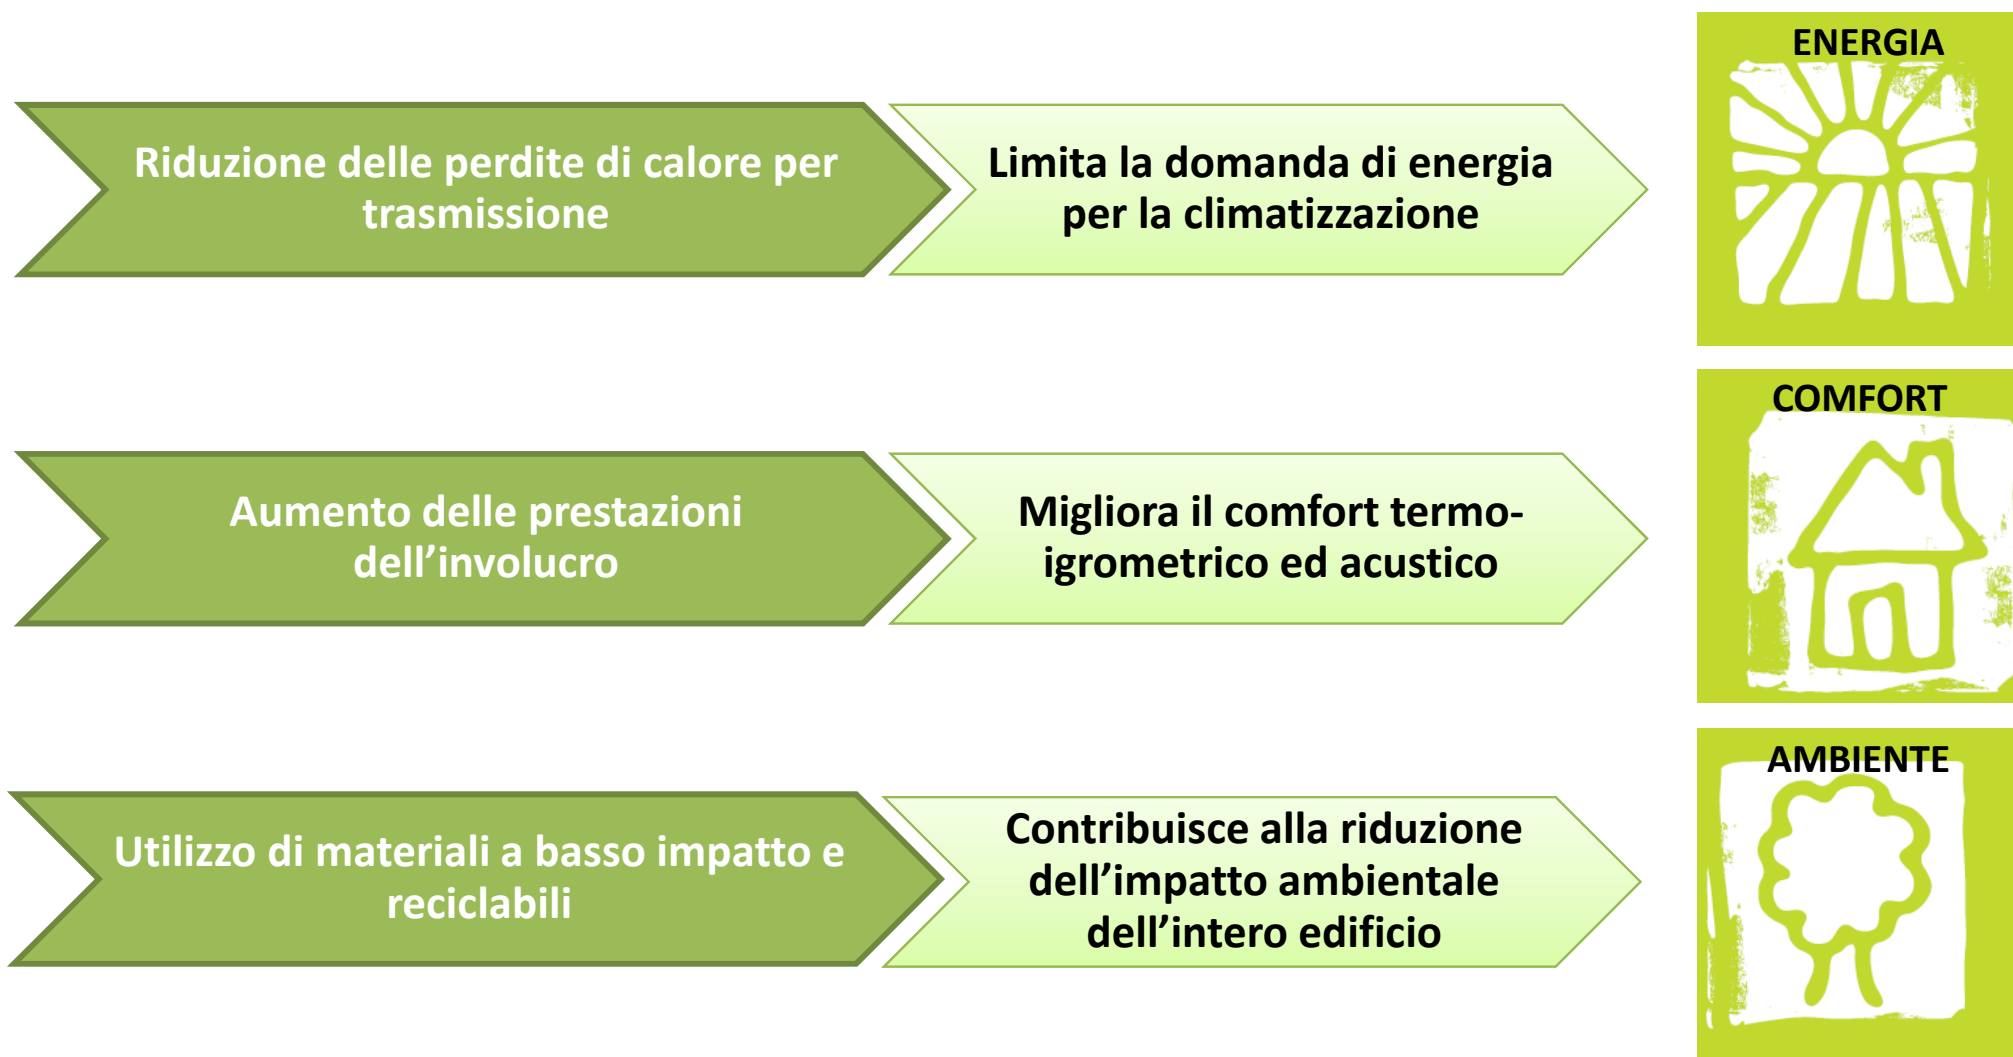 ENERGIA
Riduzione delle perdite di calore per
trasmissione
Limita la domanda di energia
per la climatizzazione
COMFORT
Aumento delle prestazioni
dell’involucro
Migliora il comfort termo-
igrometrico ed acustico
AMBIENTE
Utilizzo di materiali a basso impatto e
reciclabili
Contribuisce alla riduzione
dell’impatto ambientale
dell’intero edificio